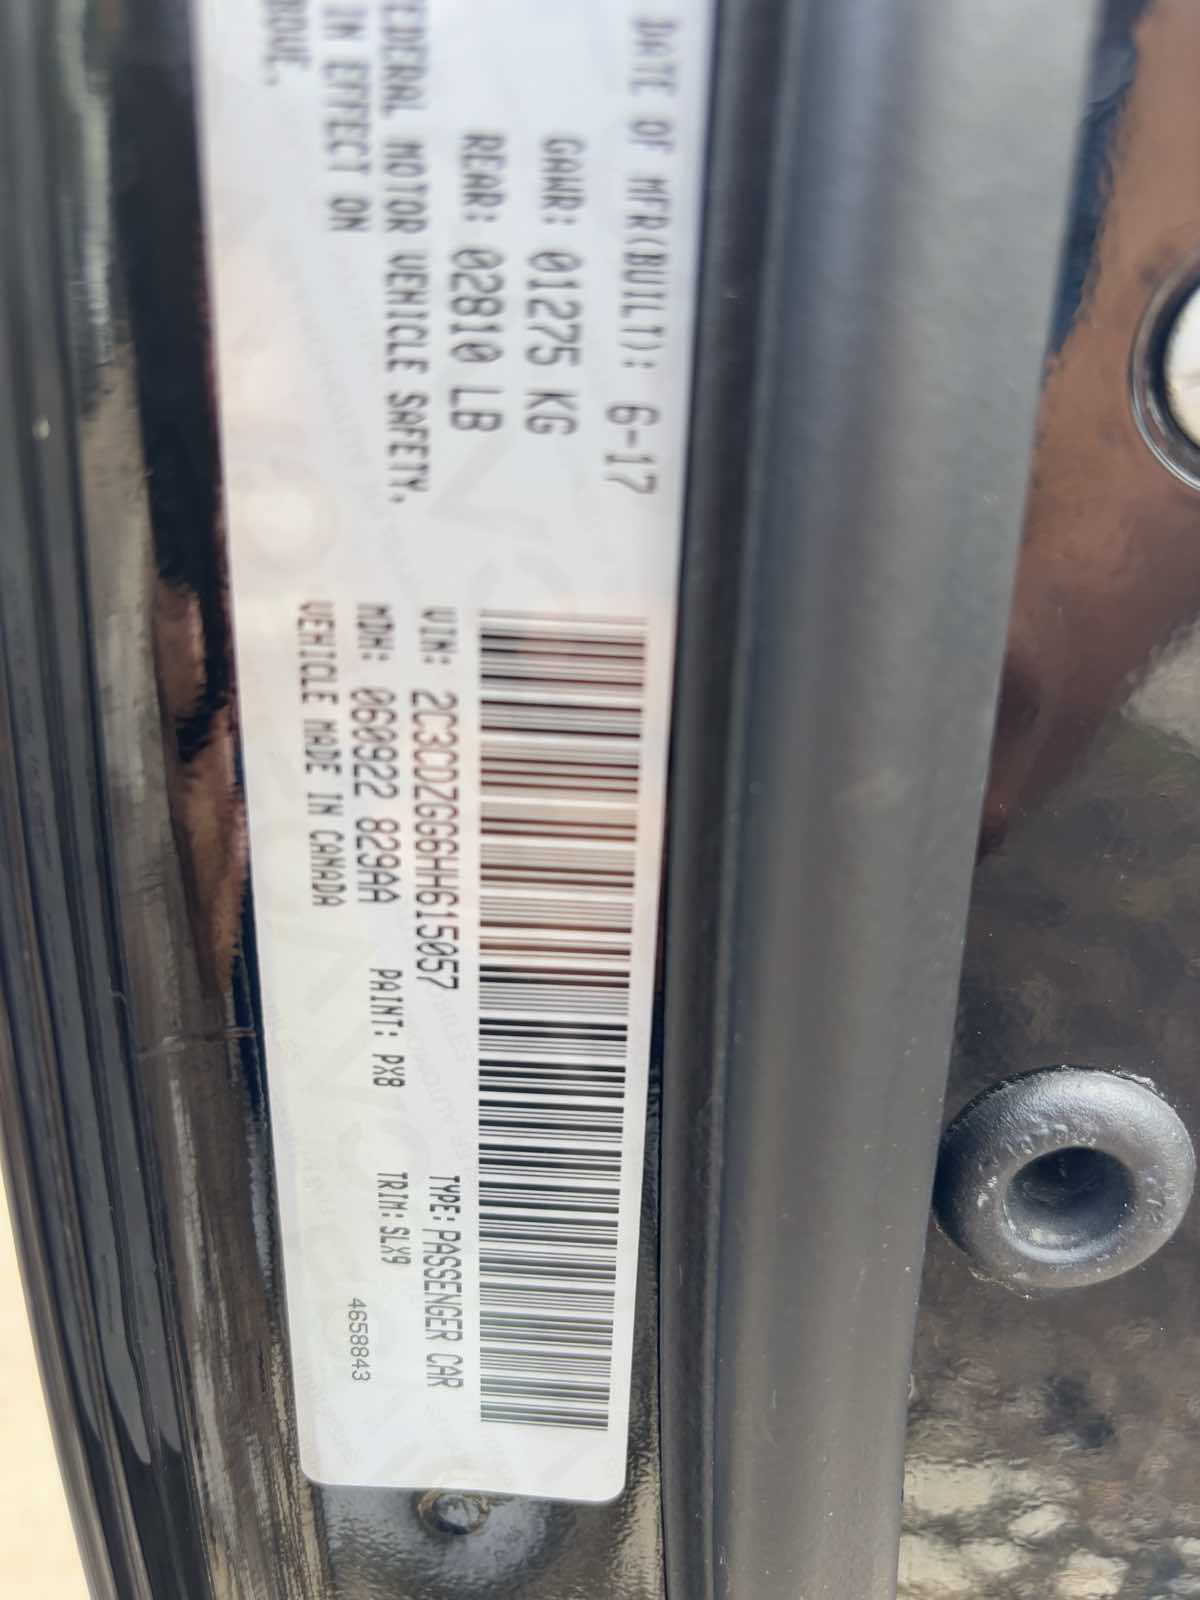 DATE OF MFR(BUILT): 6-17
GAWR: 01275 KG
REAR: 02810 LB
MOTOR VEHICLE SAFETY,
IN EFFECT ON
VIN: 2C3CDZGG6HH615057
TYPE: PASSENGER CAR
MDH: 060922 829AA
PAINT: PX8
TRIM: SLX9
VEHICLE MADE IN CANADA
4658843